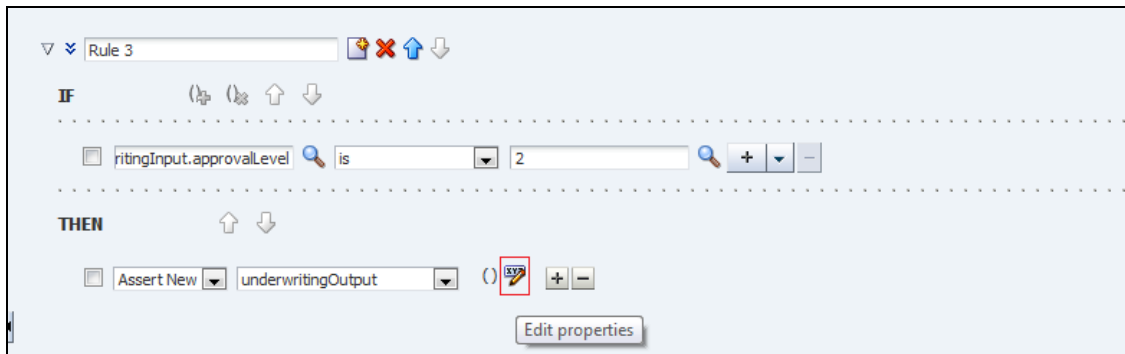 Rule 3
IF
ritingInput.approvalLevel is 2
THEN
Assert New underwritingOutput ()
Edit properties